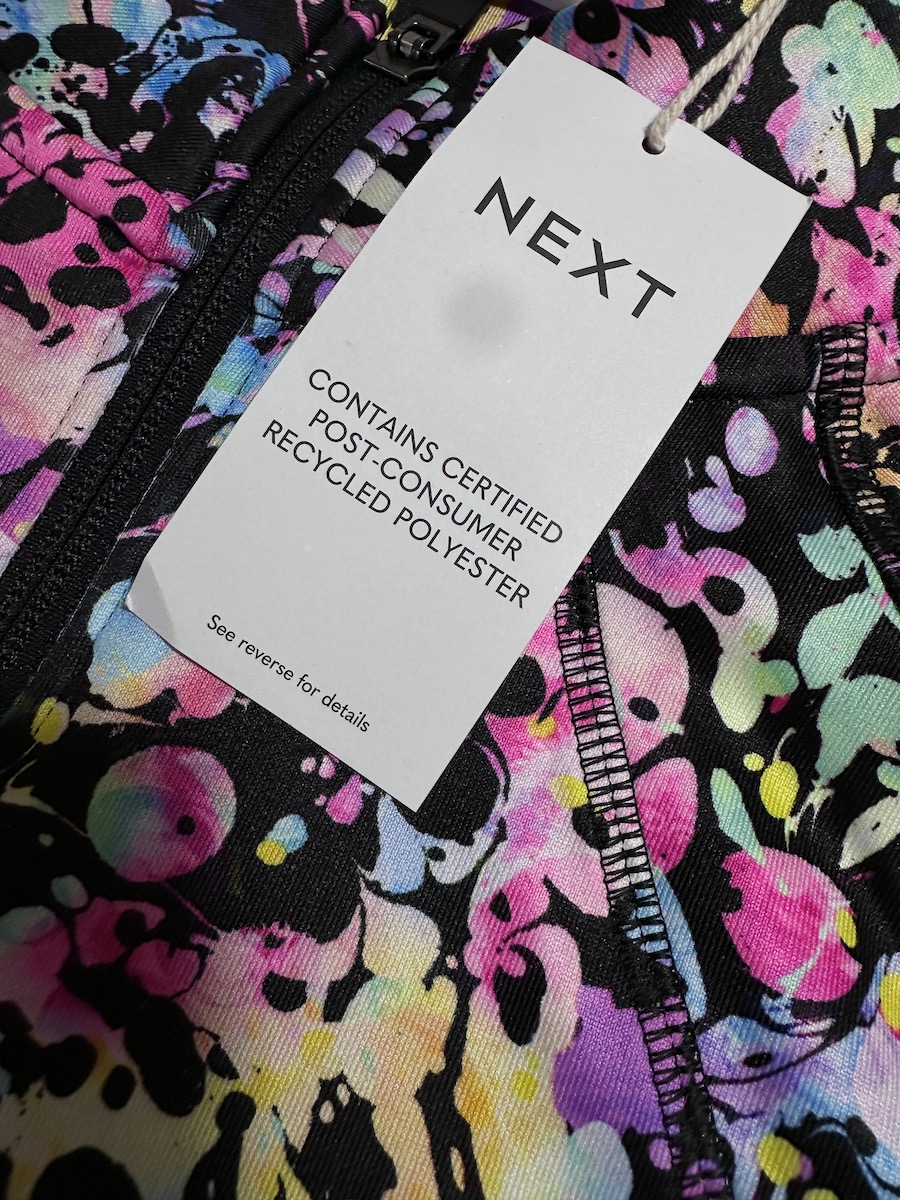 NEXT
CONTAINS CERTIFIED
POST-CONSUMER
RECYCLED POLYESTER
See reverse for details